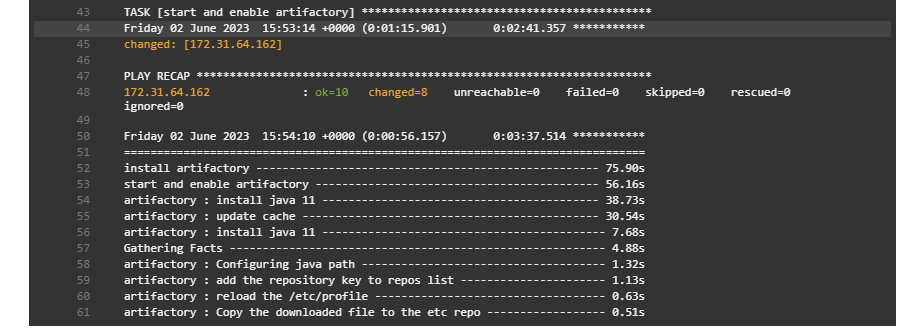 43 TASK [start and enable artifactory] ********************************************
44 Friday 02 June 2023  15:53:14 +0000 (0:01:15.901)       0:02:41.357 ***********
45 changed: [172.31.64.162]
46
47 PLAY RECAP *********************************************************************
48 172.31.64.162              : ok=10   changed=8    unreachable=0    failed=0    skipped=0    rescued=0
ignored=0
49
50 Friday 02 June 2023  15:54:10 +0000 (0:00:56.157)       0:03:37.514 ***********
51 ===============================================================================
52 install artifactory ---------------------------------------------------- 75.90s
53 start and enable artifactory ------------------------------------------- 56.16s
54 artifactory : install java 11 ------------------------------------------ 38.73s
55 artifactory : update cache --------------------------------------------- 30.54s
56 artifactory : install java 11 ------------------------------------------- 7.68s
57 Gathering Facts --------------------------------------------------------- 4.88s
58 artifactory : Configuring java path ------------------------------------- 1.32s
59 artifactory : add the repository key to repos list ---------------------- 1.13s
60 artifactory : reload the /etc/profile ----------------------------------- 0.63s
61 artifactory : Copy the downloaded file to the etc repo ------------------ 0.51s